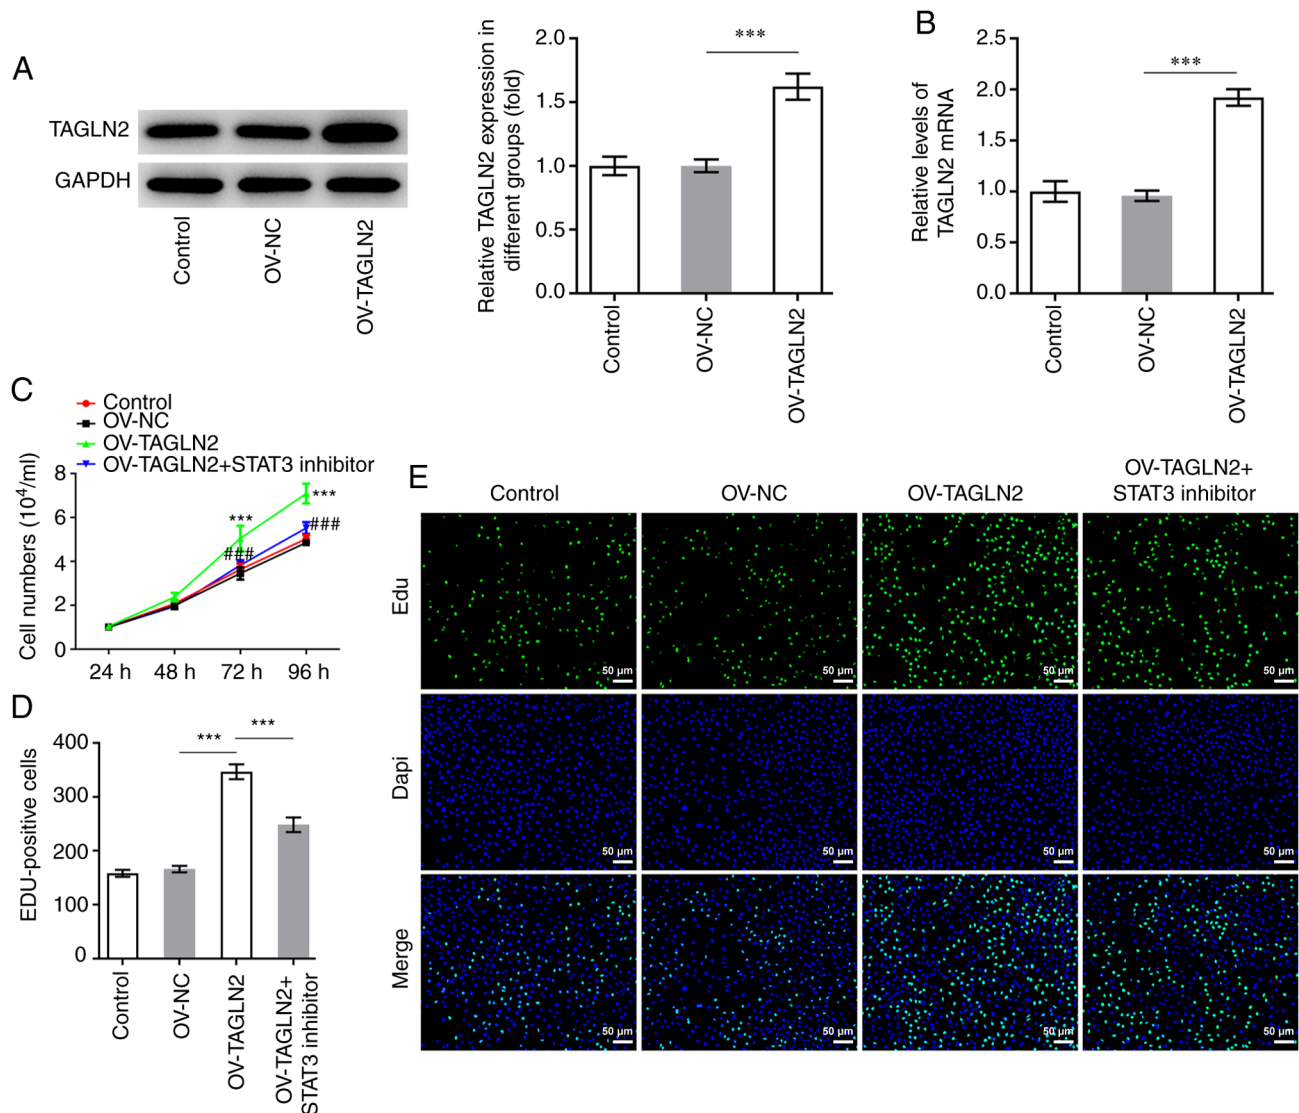 A
TAGLN2
GAPDH
Control
OV-NC
OV-TAGLN2
Relative TAGLN2 expression in
different groups (fold)
2.0
1.5
1.0
0.5
0.0
***
Control
OV-NC
OV-TAGLN2
B
Relative levels of
TAGLN2 mRNA
2.5
2.0
1.5
1.0
0.5
0.0
***
Control
OV-NC
OV-TAGLN2
C
Control
OV-NC
OV-TAGLN2
OV-TAGLN2+STAT3 inhibitor
Cell numbers (10⁴/ml)
8
6
4
2
0
***
###
***
###
24 h 48 h 72 h 96 h
D
EDU-positive cells
400
300
200
100
0
***
***
Control
OV-NC
OV-TAGLN2
OV-TAGLN2+
STAT3 inhibitor
E
Control
OV-NC
OV-TAGLN2
OV-TAGLN2+
STAT3 inhibitor
Edu
50 µm
50 µm
50 µm
50 µm
Dapi
50 µm
50 µm
50 µm
50 µm
Merge
50 µm
50 µm
50 µm
50 µm